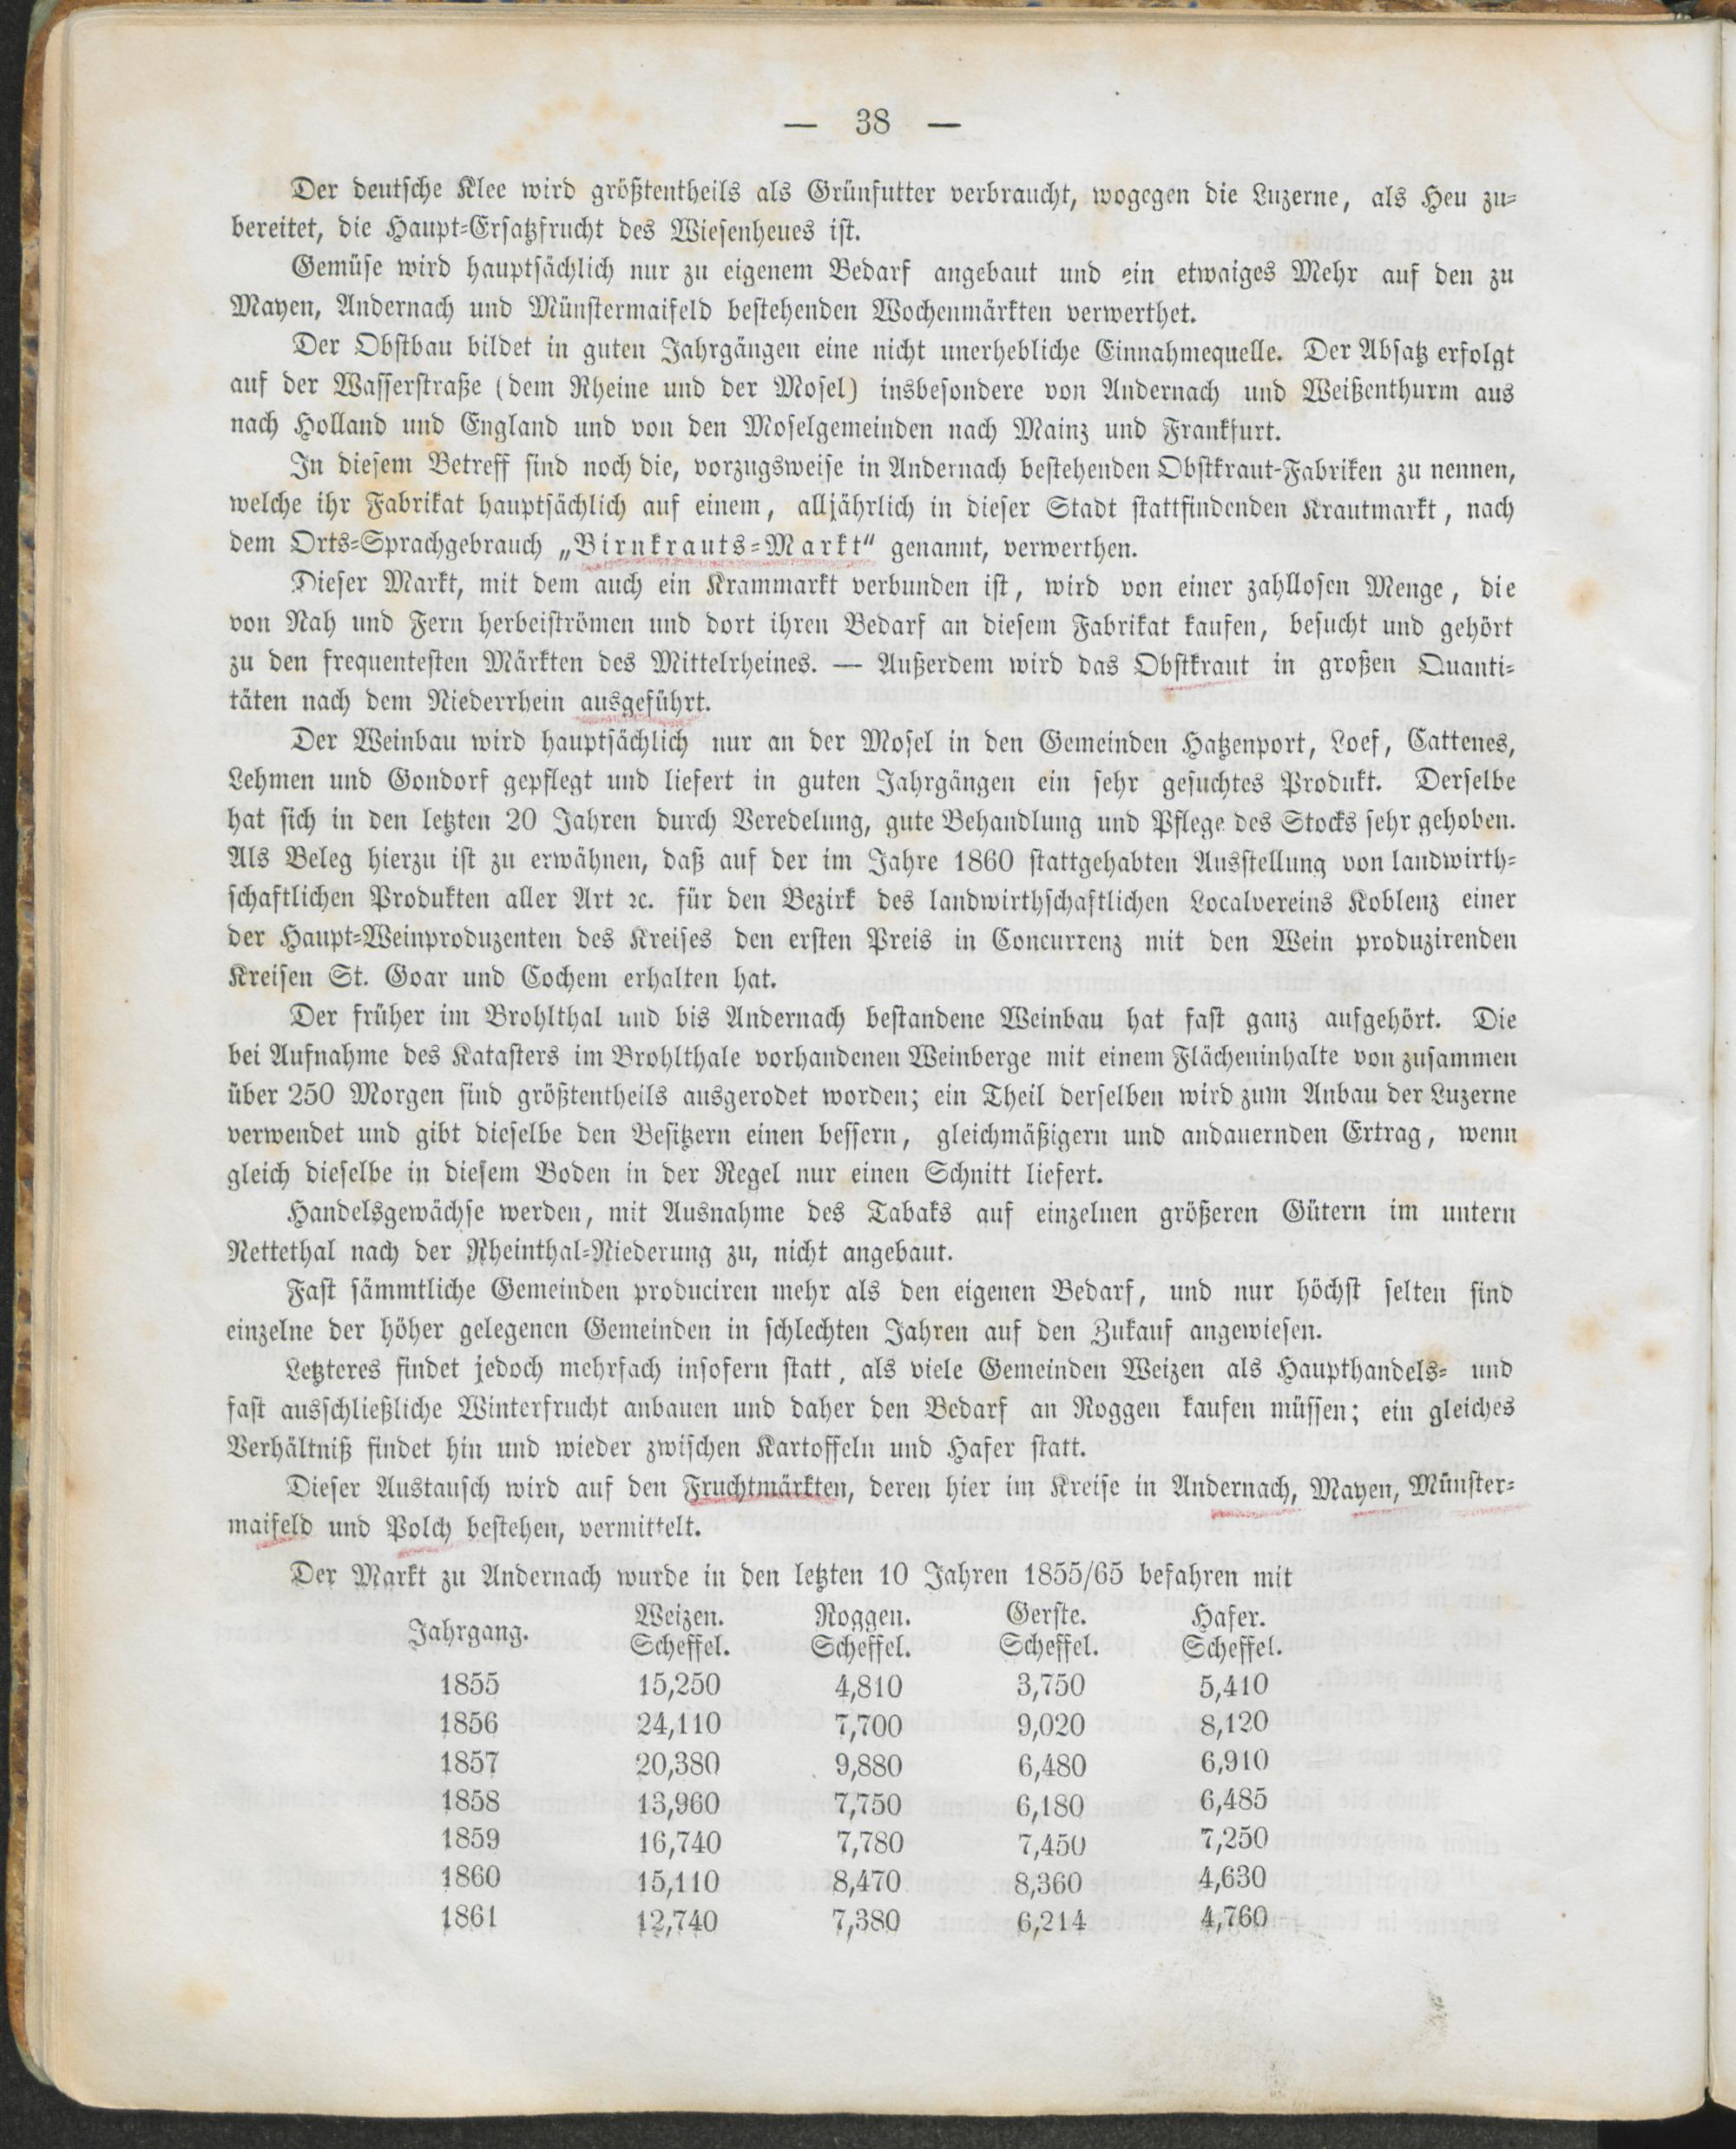 — 38 —
Der deutsche Klee wird größtentheils als Grünfutter verbraucht, wogegen die Luzerne, als Heu zu-
bereitet, die Haupt-Ersatzfrucht des Wiesenheues ist.
Gemüse wird hauptsächlich nur zu eigenem Bedarf angebaut und ein etwaiges Mehr auf den zu
Mayen, Andernach und Münstermaifeld bestehenden Wochenmärkten verwerthet.
Der Obstbau bildet in guten Jahrgängen eine nicht unerhebliche Einnahmequelle. Der Absatz erfolgt
auf der Wasserstraße (dem Rheine und der Mosel) insbesondere von Andernach und Weißenthurm aus
nach Holland und England und von den Moselgemeinden nach Mainz und Frankfurt.
In diesem Betreff sind noch die, vorzugsweise in Andernach bestehenden Obstkraut-Fabriken zu nennen,
welche ihr Fabrikat hauptsächlich auf einem, alljährlich in dieser Stadt stattfindenden Krautmarkt, nach
dem Orts-Sprachgebrauch „Birnkrauts-Markt“ genannt, verwerthen.
Dieser Markt, mit dem auch ein Krammarkt verbunden ist, wird von einer zahllosen Menge, die
von Nah und Fern herbeiströmen und dort ihren Bedarf an diesem Fabrikat kaufen, besucht und gehört
zu den frequentesten Märkten des Mittelrheines. — Außerdem wird das Obstkraut in großen Quanti-
täten nach dem Niederrhein ausgeführt.
Der Weinbau wird hauptsächlich nur an der Mosel in den Gemeinden Hatzenport, Loef, Cattenes,
Lehmen und Gondorf gepflegt und liefert in guten Jahrgängen ein sehr gesuchtes Produkt. Derselbe
hat sich in den letzten 20 Jahren durch Veredelung, gute Behandlung und Pflege des Stocks sehr gehoben.
Als Beleg hierzu ist zu erwähnen, daß auf der im Jahre 1860 stattgehabten Ausstellung von landwirth-
schaftlichen Produkten aller Art ꝛc. für den Bezirk des landwirthschaftlichen Localvereins Koblenz einer
der Haupt-Weinproduzenten des Kreises den ersten Preis in Concurrenz mit den Wein produzirenden
Kreisen St. Goar und Cochem erhalten hat.
Der früher im Brohlthal und bis Andernach bestandene Weinbau hat fast ganz aufgehört. Die
bei Aufnahme des Katasters im Brohlthale vorhandenen Weinberge mit einem Flächeninhalte von zusammen
über 250 Morgen sind größtentheils ausgerodet worden; ein Theil derselben wird zum Anbau der Luzerne
verwendet und gibt dieselbe den Besitzern einen bessern, gleichmäßigern und andauernden Ertrag, wenn
gleich dieselbe in diesem Boden in der Regel nur einen Schnitt liefert.
Handelsgewächse werden, mit Ausnahme des Tabaks auf einzelnen größeren Gütern im untern
Nettethal nach der Rheinthal-Niederung zu, nicht angebaut.
Fast sämmtliche Gemeinden produciren mehr als den eigenen Bedarf, und nur höchst selten sind
einzelne der höher gelegenen Gemeinden in schlechten Jahren auf den Zukauf angewiesen.
Letzteres findet jedoch mehrfach insofern statt, als viele Gemeinden Weizen als Haupthandels- und
fast ausschließliche Winterfrucht anbauen und daher den Bedarf an Roggen kaufen müssen; ein gleiches
Verhältniß findet hin und wieder zwischen Kartoffeln und Hafer statt.
Dieser Austausch wird auf den Fruchtmärkten, deren hier im Kreise in Andernach, Mayen, Münster-
maifeld und Polch bestehen, vermittelt.
Der Markt zu Andernach wurde in den letzten 10 Jahren 1855/65 befahren mit
Jahrgang. Weizen. Roggen. Gerste. Hafer.
Scheffel. Scheffel. Scheffel. Scheffel.
1855 15,250 4,810 3,750 5,410
1856 24,110 7,700 9,020 8,120
1857 20,380 9,880 6,480 6,910
1858 13,960 7,750 6,180 6,485
1859 16,740 7,780 7,450 7,250
1860 15,110 8,470 8,360 4,630
1861 12,740 7,380 6,214 4,760